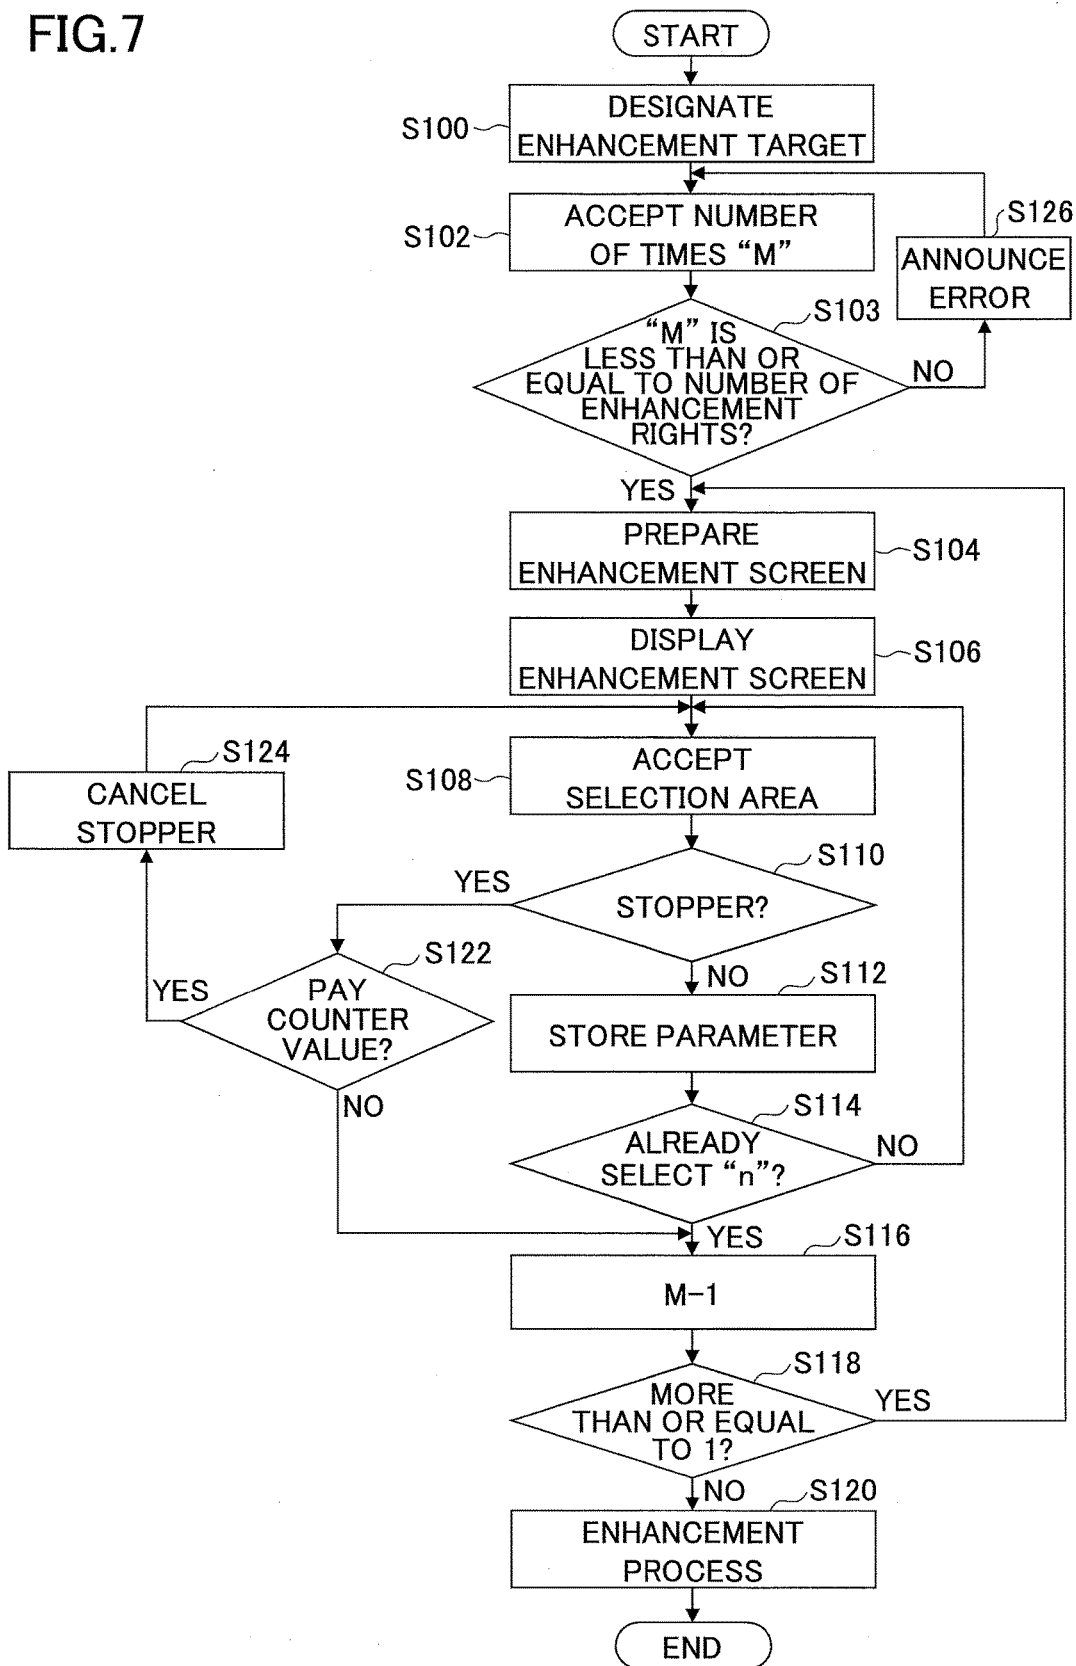 FIG.7
START
DESIGNATE
ENHANCEMENT TARGET
S100
ACCEPT NUMBER
OF TIMES “M”
S102
S126
ANNOUNCE
ERROR
S103
“M” IS
LESS THAN OR
EQUAL TO NUMBER OF
ENHANCEMENT
RIGHTS?
NO
YES
PREPARE
ENHANCEMENT SCREEN
S104
DISPLAY
ENHANCEMENT SCREEN
S106
S124
CANCEL
STOPPER
ACCEPT
SELECTION AREA
S108
S110
STOPPER?
YES
NO
S122
PAY
COUNTER
VALUE?
YES
NO
S112
STORE PARAMETER
S114
ALREADY
SELECT “n”?
NO
YES
S116
M-1
S118
MORE
THAN OR EQUAL
TO 1?
YES
NO
S120
ENHANCEMENT
PROCESS
END